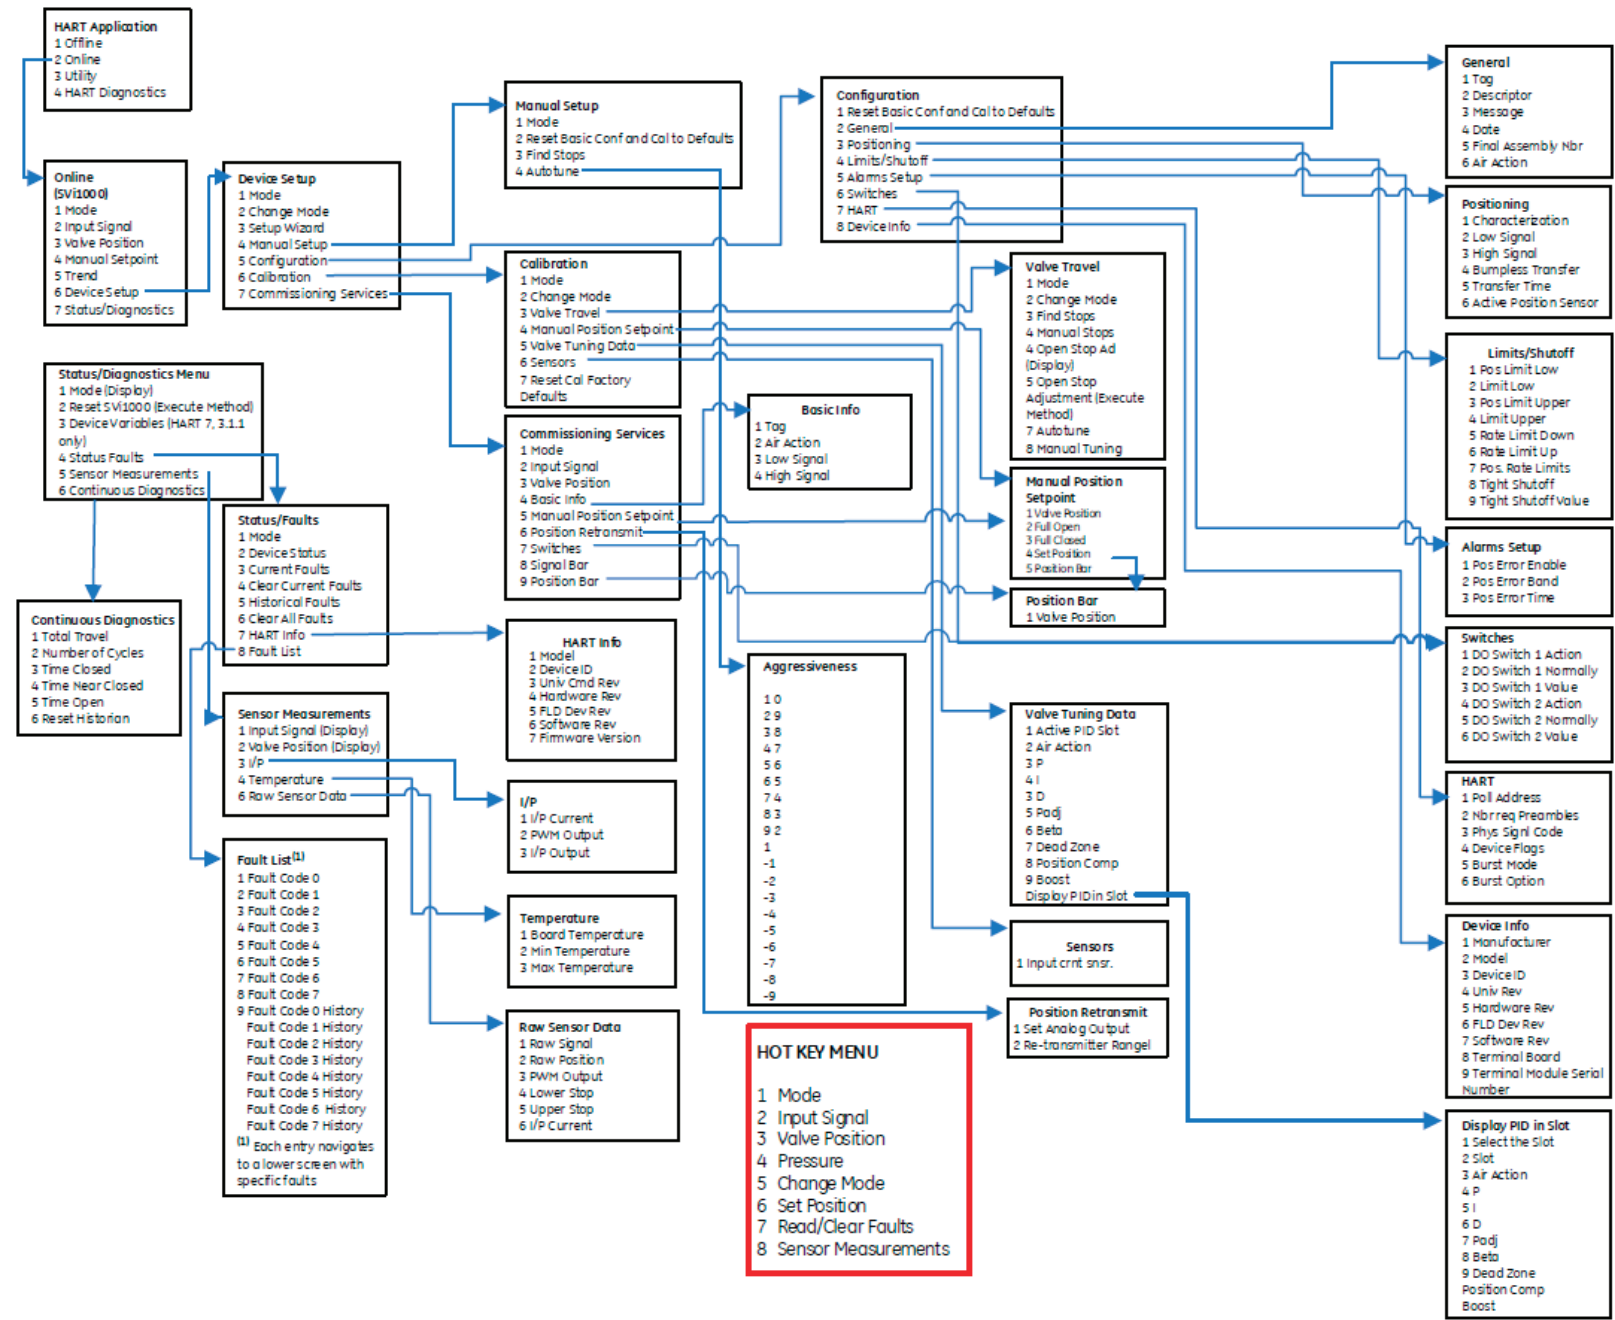 HART Application
1 Offline
2 Online
3 Utility
4 HART Diagnostics
Online
(SVi1000)
1 Mode
2 Input Signal
3 Valve Position
4 Manual Setpoint
5 Trend
6 Device Setup
7 Status/Diagnostics
Status/Diagnostics Menu
1 Mode (Display)
2 Reset SVi1000 (Execute Method)
3 Device Variables (HART 7, 3.1.1
only)
4 Status Faults
5 Sensor Measurements
6 Continuous Diagnostics
Continuous Diagnostics
1 Total Travel
2 Number of Cycles
3 Time Closed
4 Time Near Closed
5 Time Open
6 Reset Historian
Device Setup
1 Mode
2 Change Mode
3 Setup Wizard
4 Manual Setup
5 Configuration
6 Calibration
7 Commissioning Services
Status/Faults
1 Mode
2 Device Status
3 Current Faults
4 Clear Current Faults
5 Historical Faults
6 Clear All Faults
7 HART Info
8 Fault List
Sensor Measurements
1 Input Signal (Display)
2 Valve Position (Display)
3 I/P
4 Temperature
6 Raw Sensor Data
Fault List(1)
1 Fault Code 0
2 Fault Code 1
3 Fault Code 2
4 Fault Code 3
5 Fault Code 4
6 Fault Code 5
7 Fault Code 6
8 Fault Code 7
9 Fault Code 0 History
Fault Code 1 History
Fault Code 2 History
Fault Code 3 History
Fault Code 4 History
Fault Code 5 History
Fault Code 6 History
Fault Code 7 History
(1) Each entry navigates
to a lower screen with
specific faults
Manual Setup
1 Mode
2 Reset Basic Conf and Cal to Defaults
3 Find Stops
4 Autotune
Calibration
1 Mode
2 Change Mode
3 Valve Travel
4 Manual Position Setpoint
5 Valve Tuning Data
6 Sensors
7 Reset Cal Factory
Defaults
Commissioning Services
1 Mode
2 Input Signal
3 Valve Position
4 Basic Info
5 Manual Position Setpoint
6 Position Retransmit
7 Switches
8 Signal Bar
9 Position Bar
HART Info
1 Model
2 Device ID
3 Univ Cmd Rev
4 Hardware Rev
5 FLD Dev Rev
6 Software Rev
7 Firmware Version
I/P
1 I/P Current
2 PWM Output
3 I/P Output
Temperature
1 Board Temperature
2 Min Temperature
3 Max Temperature
Raw Sensor Data
1 Raw Signal
2 Raw Position
3 PWM Output
4 Lower Stop
5 Upper Stop
6 I/P Current
Basic Info
1 Tag
2 Air Action
3 Low Signal
4 High Signal
Aggressiveness
1 0
2 9
3 8
4 7
5 6
6 5
7 4
8 3
9 2
1
-1
-2
-3
-4
-5
-6
-7
-8
-9
HOT KEY MENU
1 Mode
2 Input Signal
3 Valve Position
4 Pressure
5 Change Mode
6 Set Position
7 Read/Clear Faults
8 Sensor Measurements
Configuration
1 Reset Basic Conf and Cal to Defaults
2 General
3 Positioning
4 Limits/Shutoff
5 Alarms Setup
6 Switches
7 HART
8 Device Info
Valve Travel
1 Mode
2 Change Mode
3 Find Stops
4 Manual Stops
4 Open Stop Ad
(Display)
5 Open Stop
Adjustment (Execute
Method)
7 Autotune
8 Manual Tuning
Manual Position
Setpoint
1 Valve Position
2 Full Open
3 Full Closed
4 Set Position
5 Position Bar
Position Bar
1 Valve Position
Valve Tuning Data
1 Active PID Slot
2 Air Action
3 P
4 I
3 D
5 Padj
6 Beta
7 Dead Zone
8 Position Comp
9 Boost
Display PID in Slot
Sensors
1 Input crnt snsr.
Position Retransmit
1 Set Analog Output
2 Re-transmitter Rangel
General
1 Tag
2 Descriptor
3 Message
4 Date
5 Final Assembly Nbr
6 Air Action
Positioning
1 Characterization
2 Low Signal
3 High Signal
4 Bumpless Transfer
5 Transfer Time
6 Active Position Sensor
Limits/Shutoff
1 Pos Limit Low
2 Limit Low
3 Pos Limit Upper
4 Limit Upper
5 Rate Limit Down
6 Rate Limit Up
7 Pos. Rate Limits
8 Tight Shutoff
9 Tight Shutoff Value
Alarms Setup
1 Pos Error Enable
2 Pos Error Band
3 Pos Error Time
Switches
1 DO Switch 1 Action
2 DO Switch 1 Normally
3 DO Switch 1 Value
4 DO Switch 2 Action
5 DO Switch 2 Normally
6 DO Switch 2 Value
HART
1 Poll Address
2 Nbr req Preambles
3 Phys Signl Code
4 Device Flags
5 Burst Mode
6 Burst Option
Device Info
1 Manufacturer
2 Model
3 Device ID
4 Univ Rev
5 Hardware Rev
6 FLD Dev Rev
7 Software Rev
8 Terminal Board
9 Terminal Module Serial
Number
Display PID in Slot
1 Select the Slot
2 Slot
3 Air Action
4 P
5 I
6 D
7 Padj
8 Beta
9 Dead Zone
Position Comp
Boost